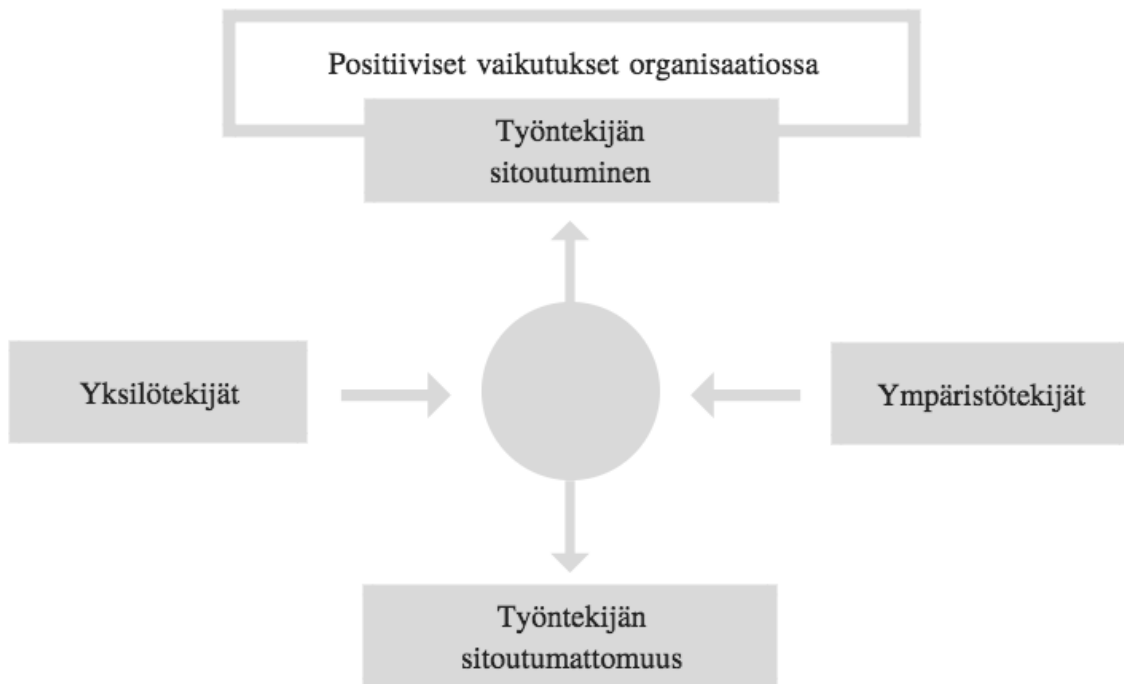 Positiiviset vaikutukset organisaatiossa
Työntekijän
sitoutuminen
Yksilötekijät
Ympäristötekijät
Työntekijän
sitoutumattomuus